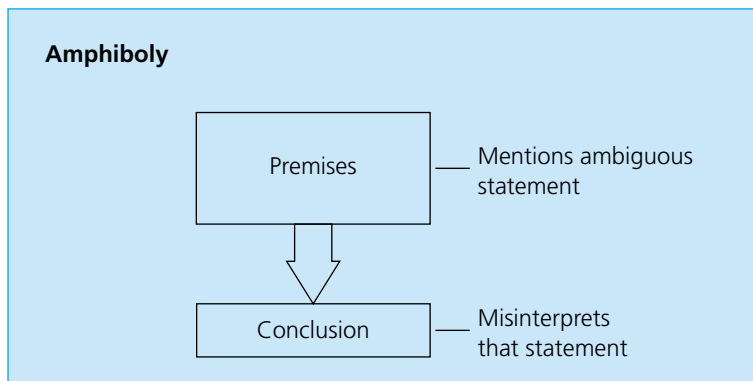 Amphiboly
Premises
Mentions ambiguous
statement
Conclusion
Misinterprets
that statement